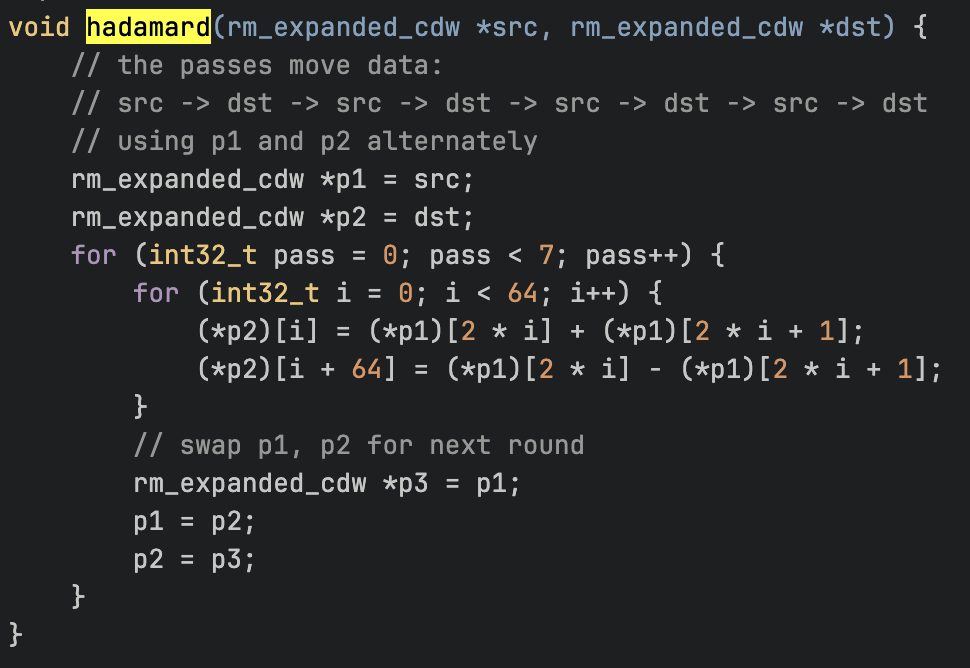 void hadamard(rm_expanded_cdw *src, rm_expanded_cdw *dst) {
    // the passes move data:
    // src -> dst -> src -> dst -> src -> dst -> src -> dst
    // using p1 and p2 alternately
    rm_expanded_cdw *p1 = src;
    rm_expanded_cdw *p2 = dst;
    for (int32_t pass = 0; pass < 7; pass++) {
        for (int32_t i = 0; i < 64; i++) {
            (*p2)[i] = (*p1)[2 * i] + (*p1)[2 * i + 1];
            (*p2)[i + 64] = (*p1)[2 * i] - (*p1)[2 * i + 1];
        }
        // swap p1, p2 for next round
        rm_expanded_cdw *p3 = p1;
        p1 = p2;
        p2 = p3;
    }
}